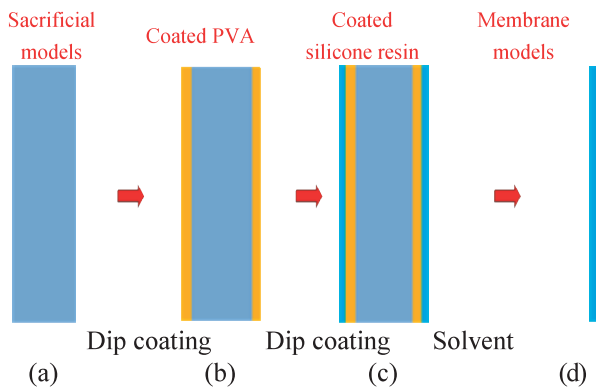 Sacrificial
models
Coated PVA
Coated
silicone resin
Membrane
models
Dip coating
Dip coating
Solvent
(a)
(b)
(c)
(d)